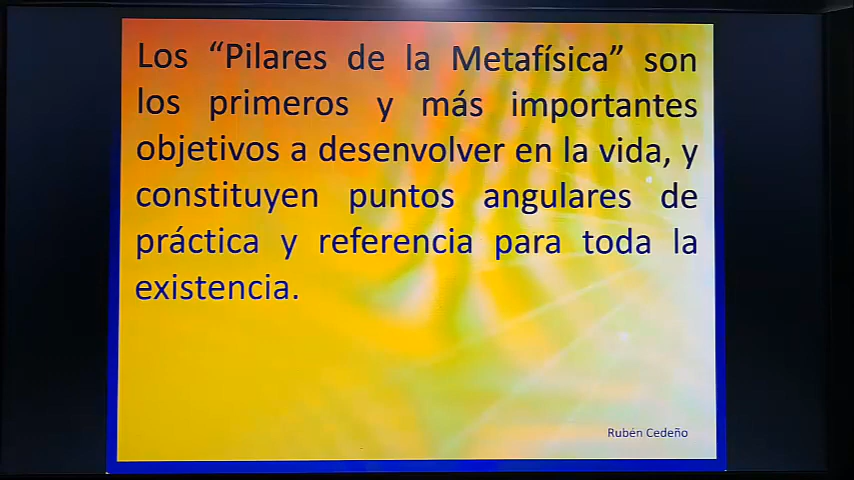 Los “Pilares de la Metafísica” son
los primeros y más importantes
objetivos a desenvolver en la vida, y
constituyen puntos angulares de
práctica y referencia para toda la
existencia.
Rubén Cedeño